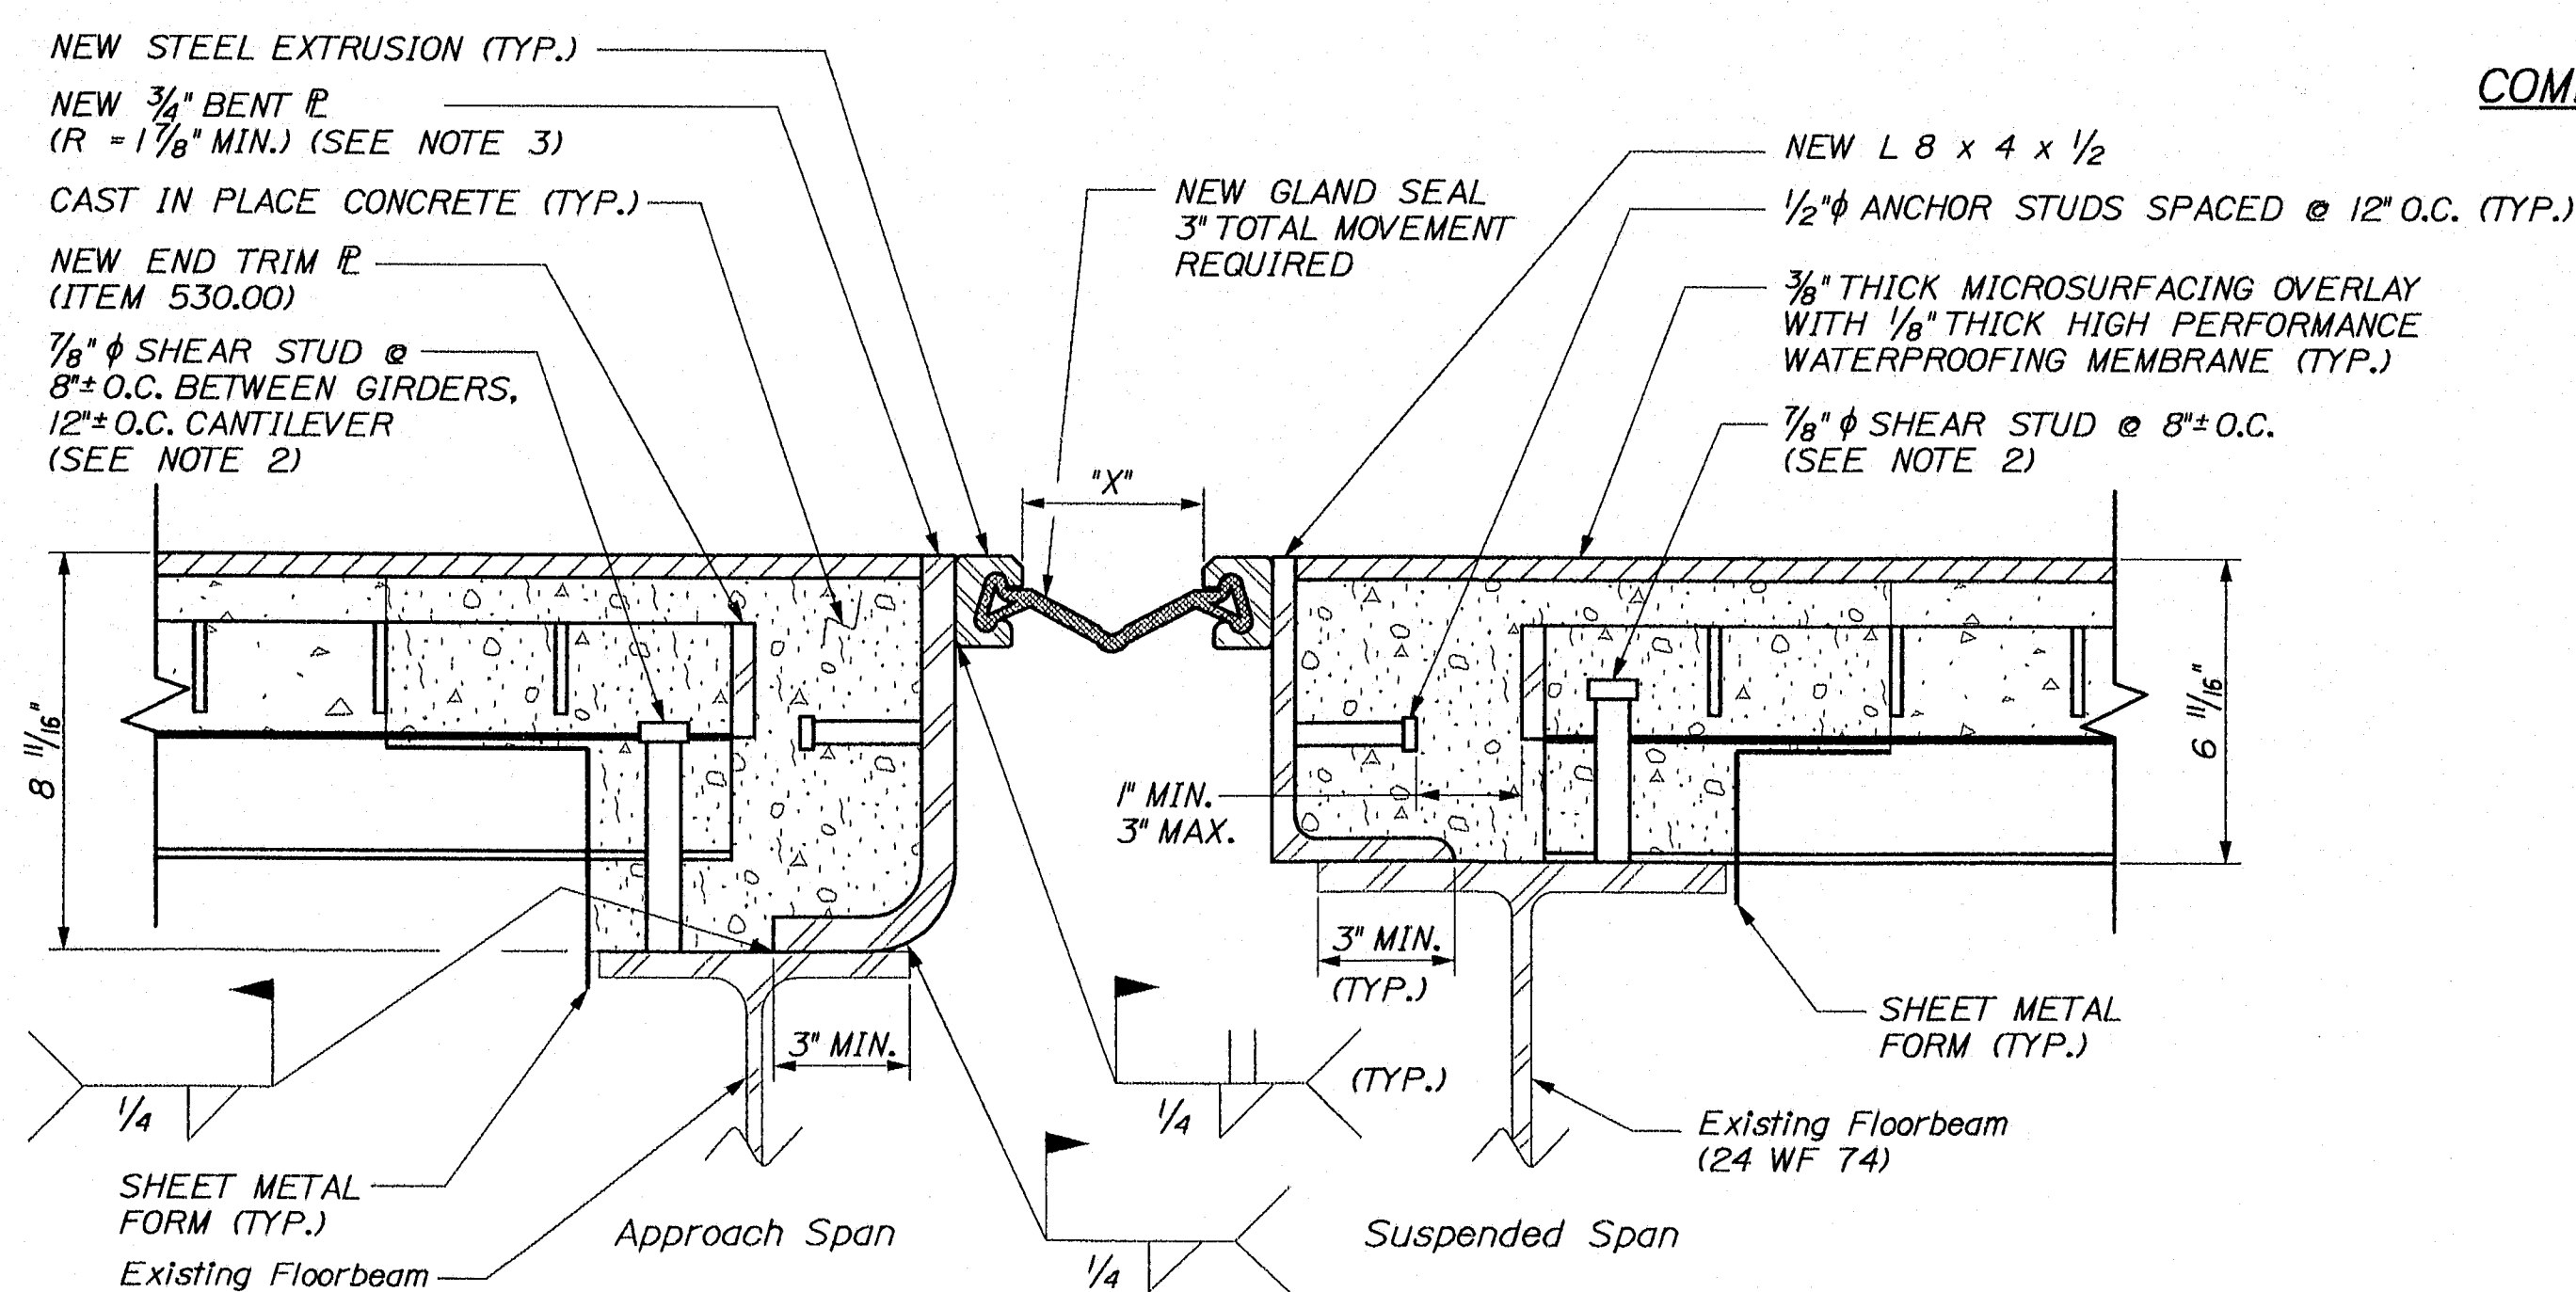 NEW STEEL EXTRUSION (TYP.)
NEW 3/4" BENT ℙL
(R = 1 7/8" MIN.) (SEE NOTE 3)
CAST IN PLACE CONCRETE (TYP.)
NEW END TRIM ℙL
(ITEM 530.00)
7/8" ϕ SHEAR STUD @
8"± O.C. BETWEEN GIRDERS,
12"± O.C. CANTILEVER
(SEE NOTE 2)
NEW GLAND SEAL
3" TOTAL MOVEMENT
REQUIRED
"X"
NEW L 8 x 4 x 1/2
1/2"ϕ ANCHOR STUDS SPACED @ 12" O.C. (TYP.)
3/8" THICK MICROSURFACING OVERLAY
WITH 1/8" THICK HIGH PERFORMANCE
WATERPROOFING MEMBRANE (TYP.)
7/8" ϕ SHEAR STUD @ 8"± O.C.
(SEE NOTE 2)
8 11/16"
6 11/16"
1" MIN.
3" MAX.
3" MIN.
(TYP.)
3" MIN.
1/4
1/4
(TYP.)
1/4
SHEET METAL
FORM (TYP.)
Existing Floorbeam
(24 WF 74)
SHEET METAL
FORM (TYP.)
Existing Floorbeam
Approach Span
Suspended Span